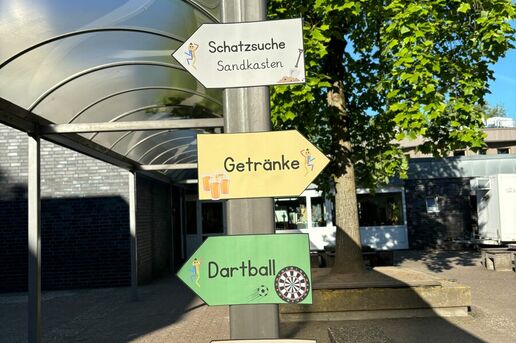 Schatzsuche
Sandkasten
Getränke
Dartball